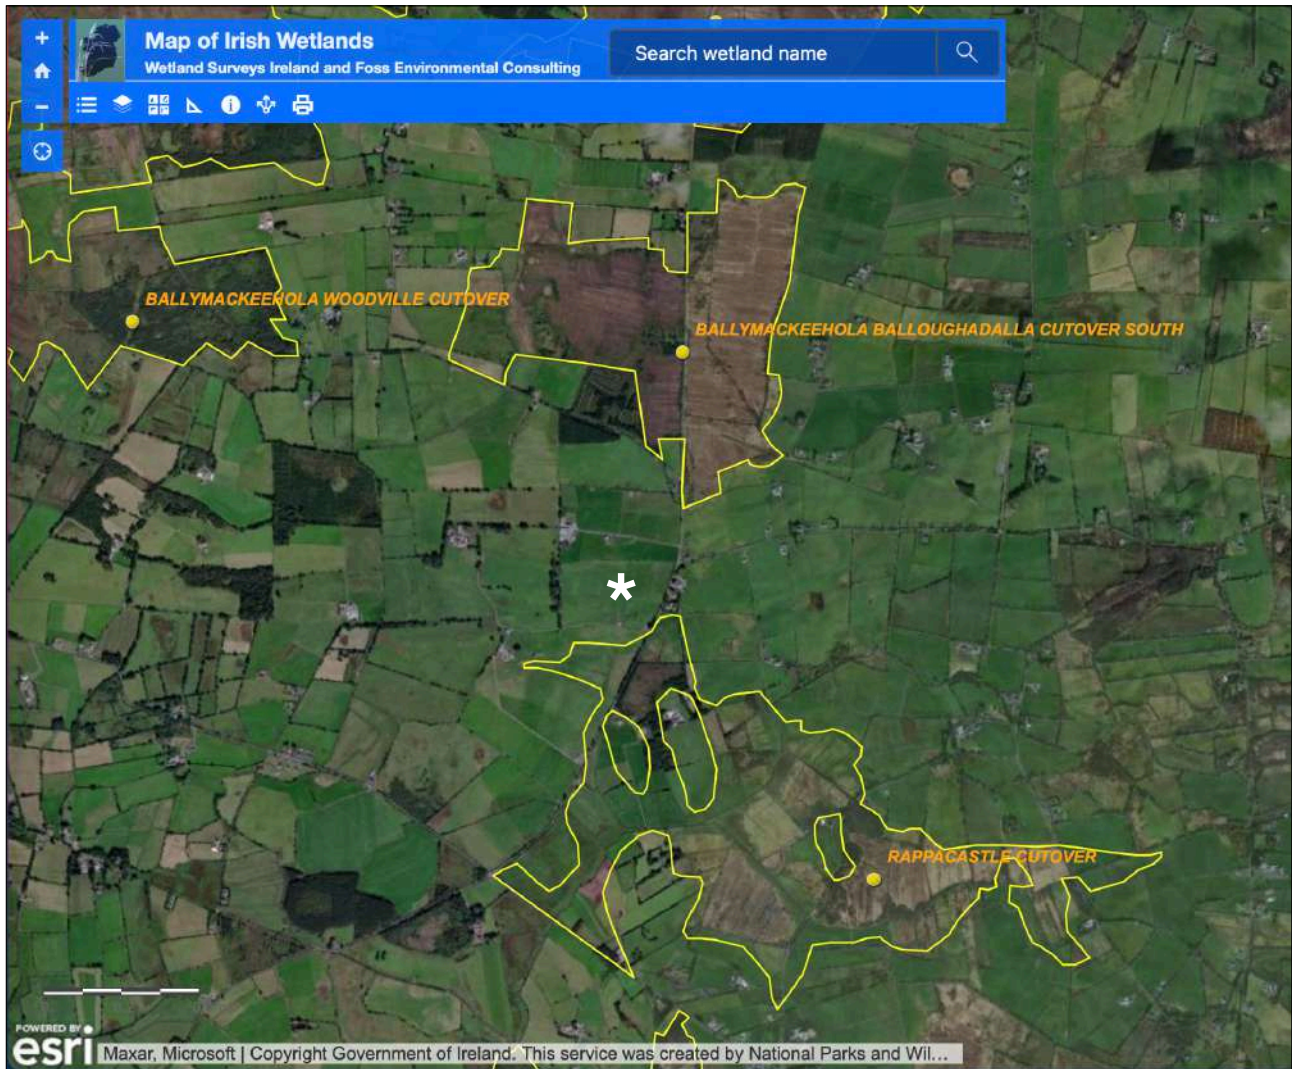 Map of Irish Wetlands
Wetland Surveys Ireland and Foss Environmental Consulting
Search wetland name
BALLYMACKEEHOLA WOODVILLE CUTOVER
BALLYMACKEEHOLA BALLOUGHADALLA CUTOVER SOUTH
*
RAPPACASTLE CUTOVER
POWERED BY
esri
Maxar, Microsoft | Copyright Government of Ireland. This service was created by National Parks and Wil...